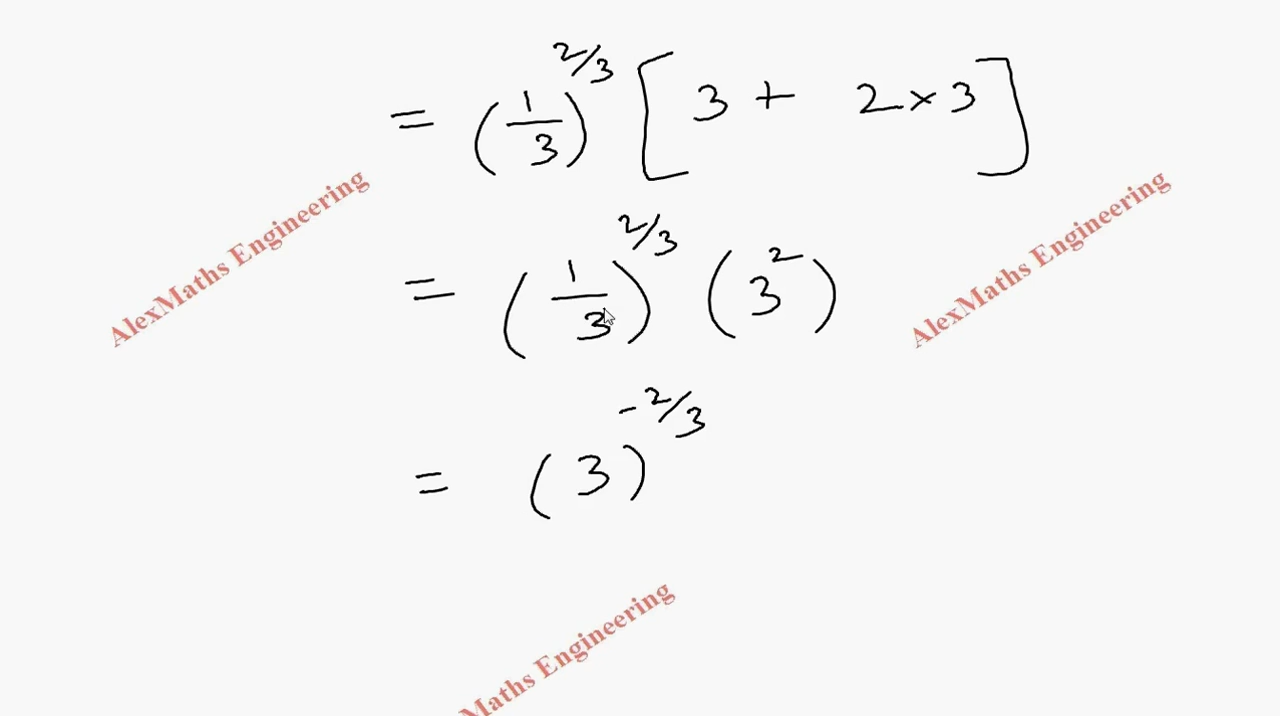 = (1/3)^2/3 [ 3 + 2 × 3 ]
AlexMaths Engineering
AlexMaths Engineering
= (1/3)^2/3 (3^2)
= (3)^-2/3
Maths Engineering